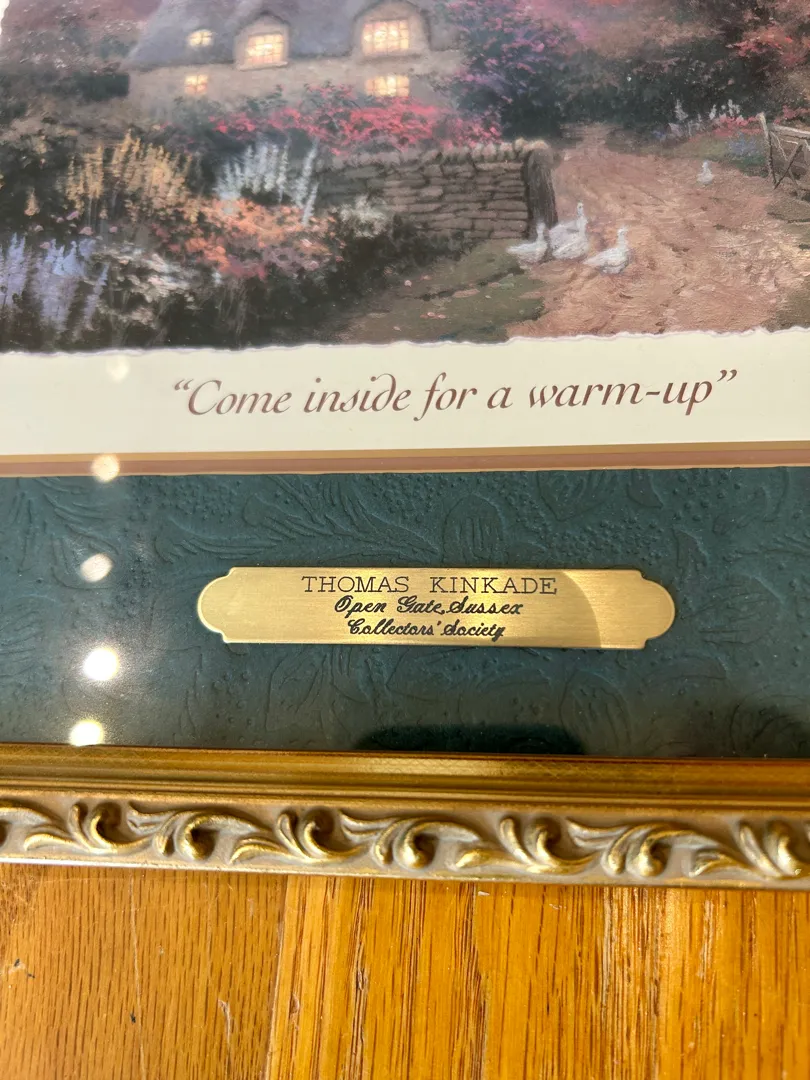 “Come inside for a warm-up”
THOMAS KINKADE
Open Gate, Sussex
Collectors' Society